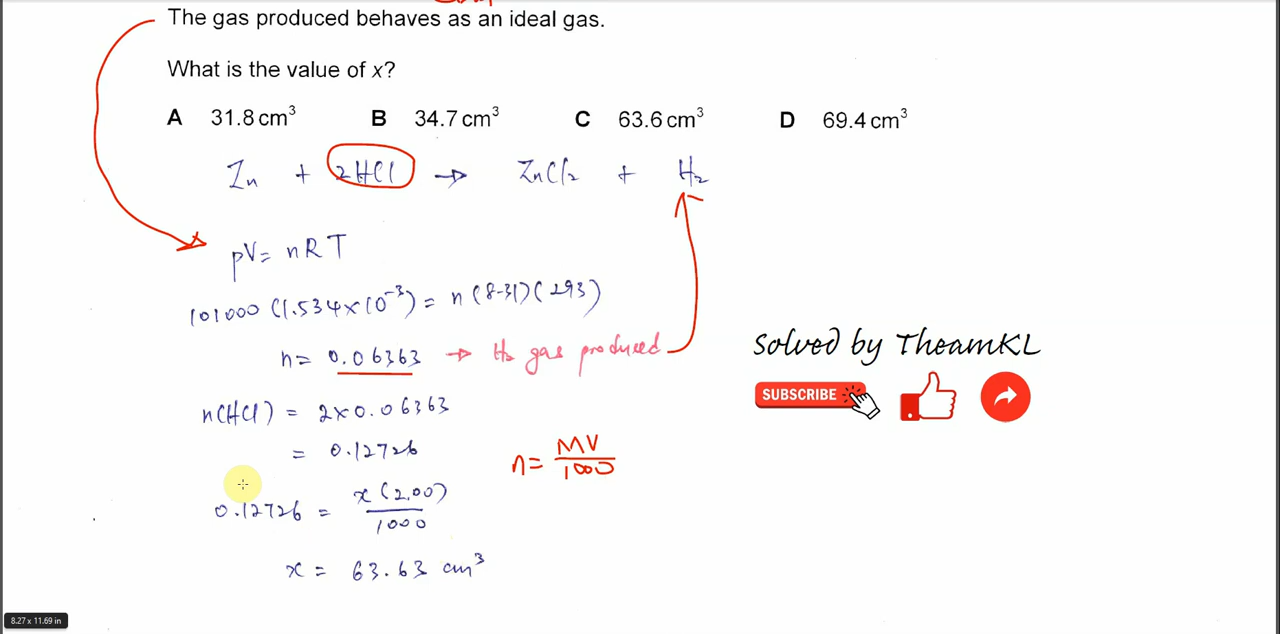 The gas produced behaves as an ideal gas.
What is the value of x?
A 31.8 cm³ B 34.7 cm³ C 63.6 cm³ D 69.4 cm³
Zn + 2HCl → ZnCl₂ + H₂
pV = nRT
101000 (1.534×10⁻³) = n (8.31)(293)
n = 0.06363 → H₂ gas produced
n(HCl) = 2×0.06363
= 0.12726
n = MV/1000
0.12726 = x(2.00)/1000
x = 63.63 cm³
Solved by TheamKL
SUBSCRIBE
8.27 x 11.69 in